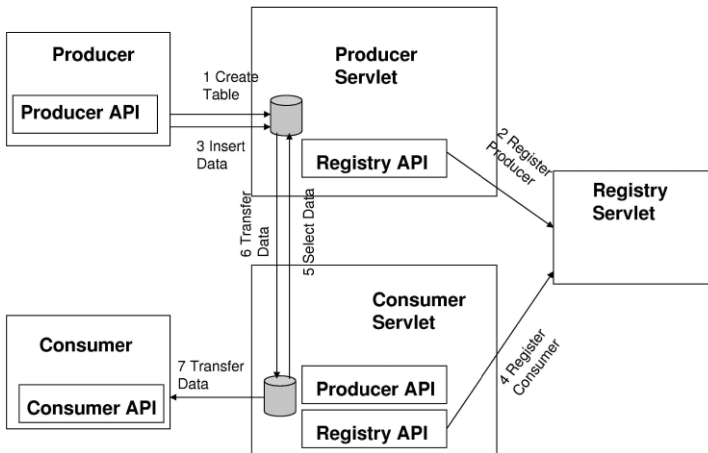 Producer
Producer API
1 Create
Table
3 Insert
Data
Producer
Servlet
Registry API
2 Register
Producer
Registry
Servlet
6 Transfer
Data
5 Select Data
Consumer
Servlet
Producer API
Registry API
4 Register
Consumer
Consumer
Consumer API
7 Transfer
Data